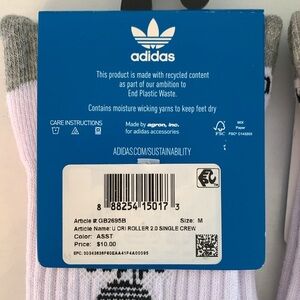 adidas
This product is made with recycled content
as part of our ambition to
End Plastic Waste.
Contains moisture wicking yarns to keep feet dry
CARE INSTRUCTIONS
Made by agron, inc.
for adidas accessories
FSC
MIX
Paper
ADIDAS.COM/SUSTAINABILITY
8 88254 15017 3
Article #: GB2695B
Size: M
Article Name: U ORI ROLLER 2.0 SINGLE CREW
Color: ASST
Price: $10.00